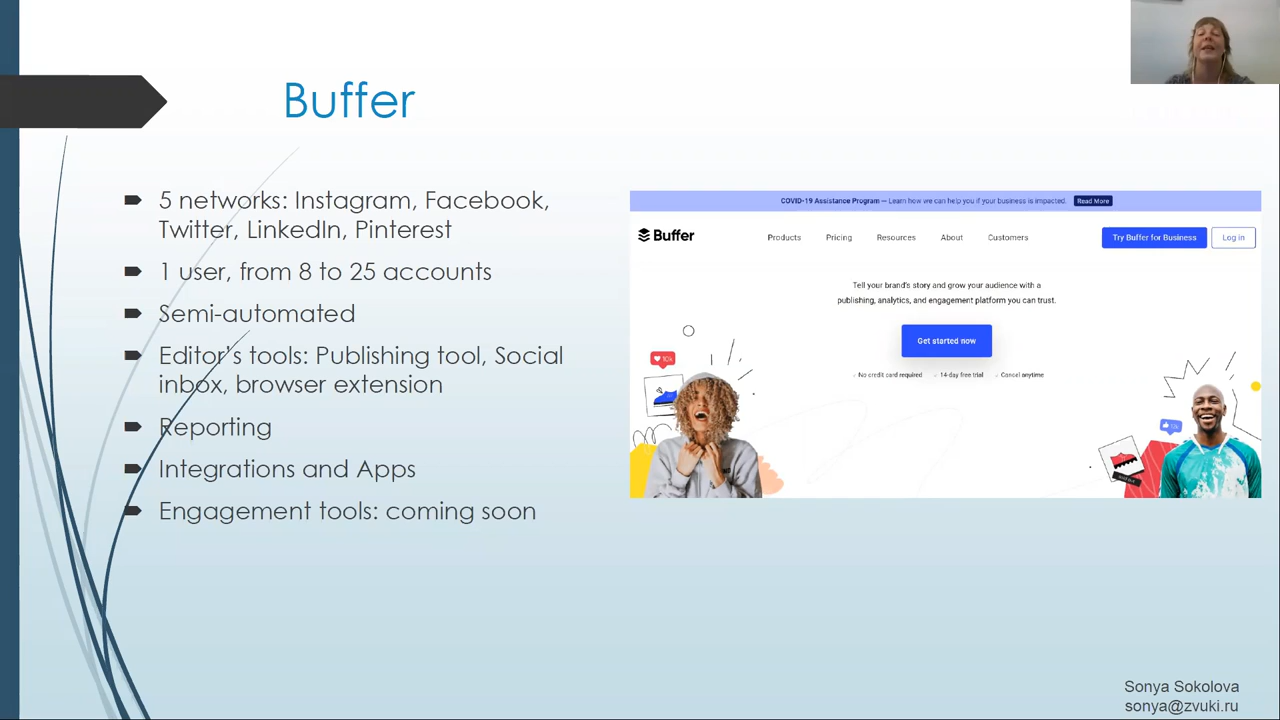 Buffer
5 networks: Instagram, Facebook,
Twitter, LinkedIn, Pinterest
1 user, from 8 to 25 accounts
Semi-automated
Editor's tools: Publishing tool, Social
inbox, browser extension
Reporting
Integrations and Apps
Engagement tools: coming soon
COVID-19 Assistance Program — Learn how we can help you if your business is impacted. Read More
Buffer Products Pricing Resources About Customers Try Buffer for Business Log in
Tell your brand's story and grow your audience with a
publishing, analytics, and engagement platform you can trust.
Get started now
No credit card required 14-day free trial Cancel anytime
10k
Sonya Sokolova
sonya@zvuki.ru